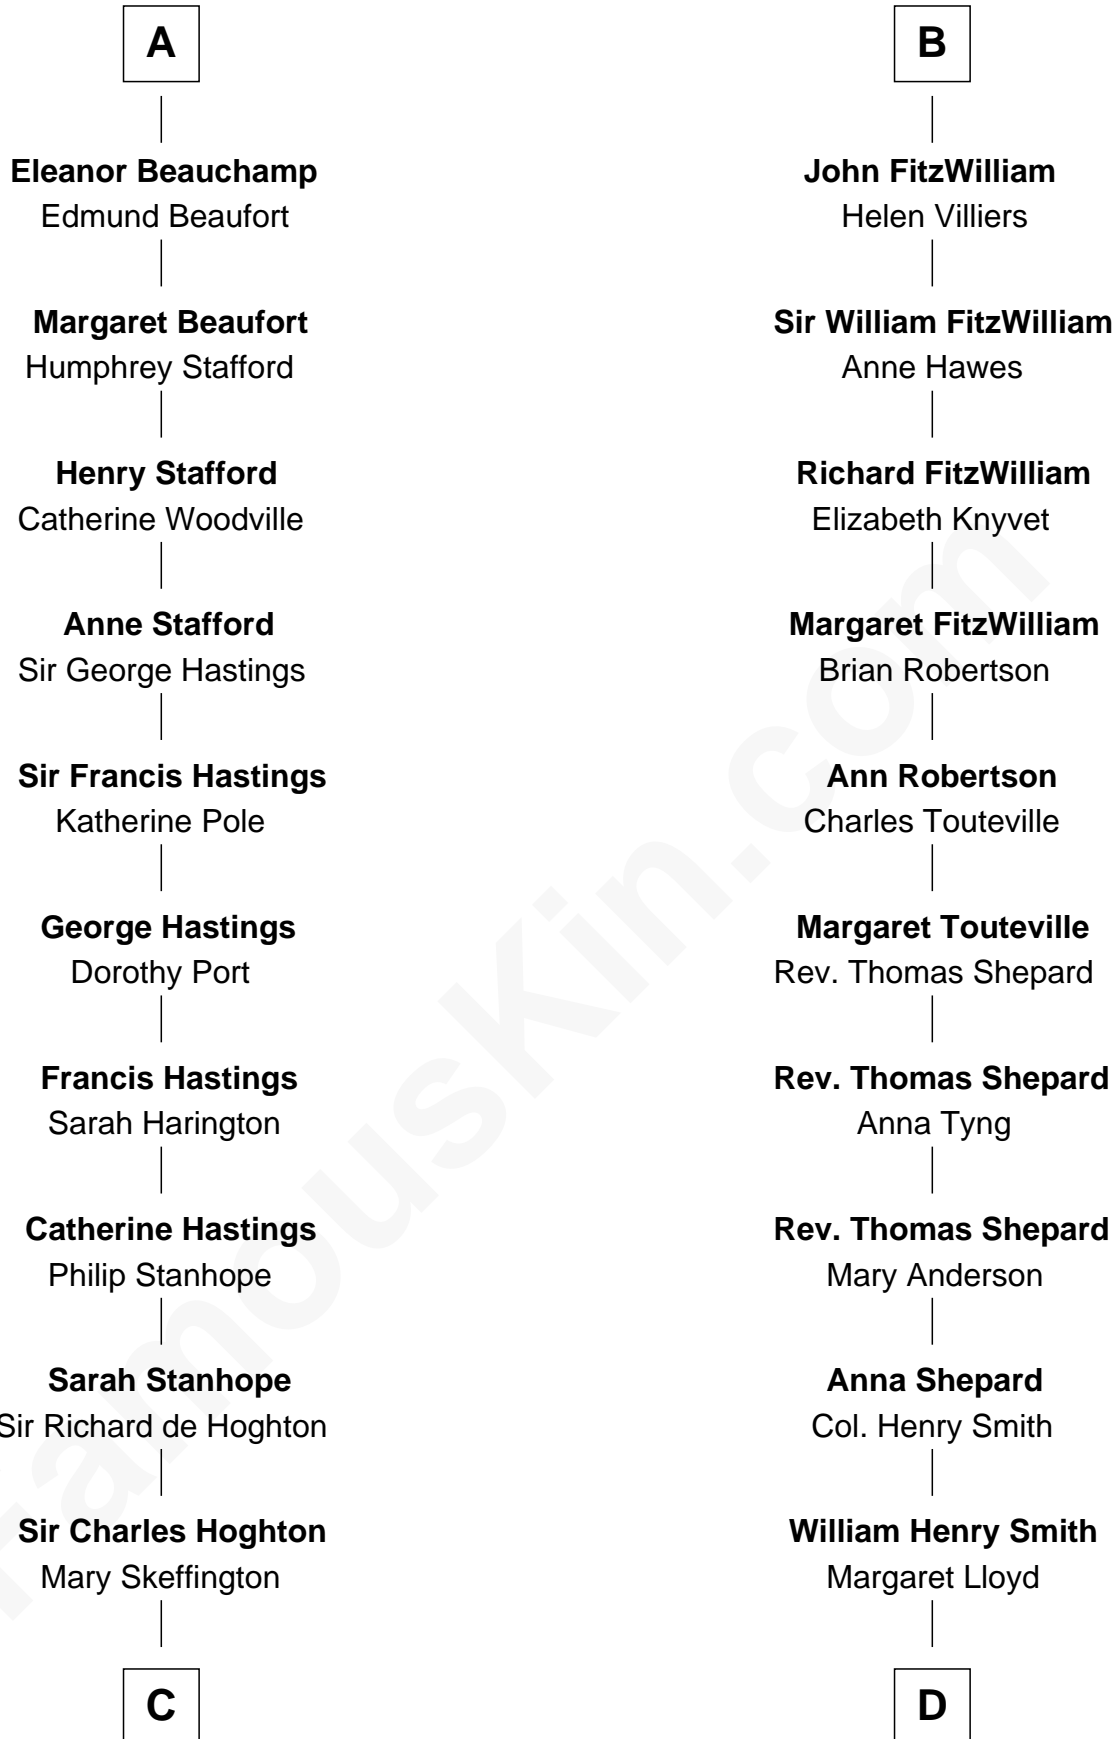 A
Eleanor Beauchamp
Edmund Beaufort
Margaret Beaufort
Humphrey Stafford
Henry Stafford
Catherine Woodville
Anne Stafford
Sir George Hastings
Sir Francis Hastings
Katherine Pole
George Hastings
Dorothy Port
Francis Hastings
Sarah Harington
Catherine Hastings
Philip Stanhope
Sarah Stanhope
Sir Richard de Hoghton
Sir Charles Hoghton
Mary Skeffington
C
B
John FitzWilliam
Helen Villiers
Sir William FitzWilliam
Anne Hawes
Richard FitzWilliam
Elizabeth Knyvet
Margaret FitzWilliam
Brian Robertson
Ann Robertson
Charles Touteville
Margaret Touteville
Rev. Thomas Shepard
Rev. Thomas Shepard
Anna Tyng
Rev. Thomas Shepard
Mary Anderson
Anna Shepard
Col. Henry Smith
William Henry Smith
Margaret Lloyd
D
FamousKin.com